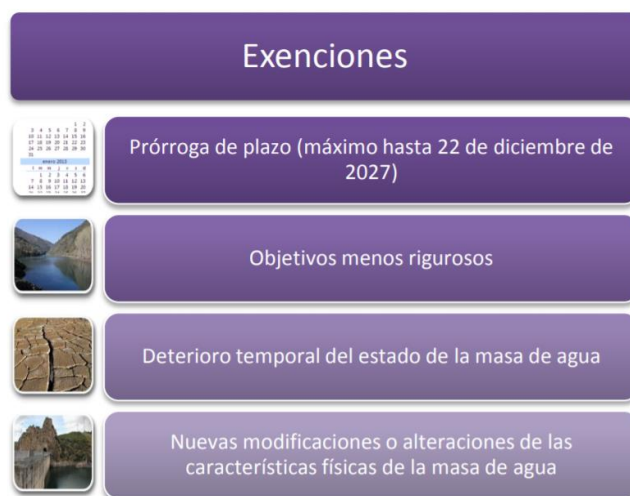 Exenciones
Prórroga de plazo (máximo hasta 22 de diciembre de
2027)
Objetivos menos rigurosos
Deterioro temporal del estado de la masa de agua
Nuevas modificaciones o alteraciones de las
características físicas de la masa de agua